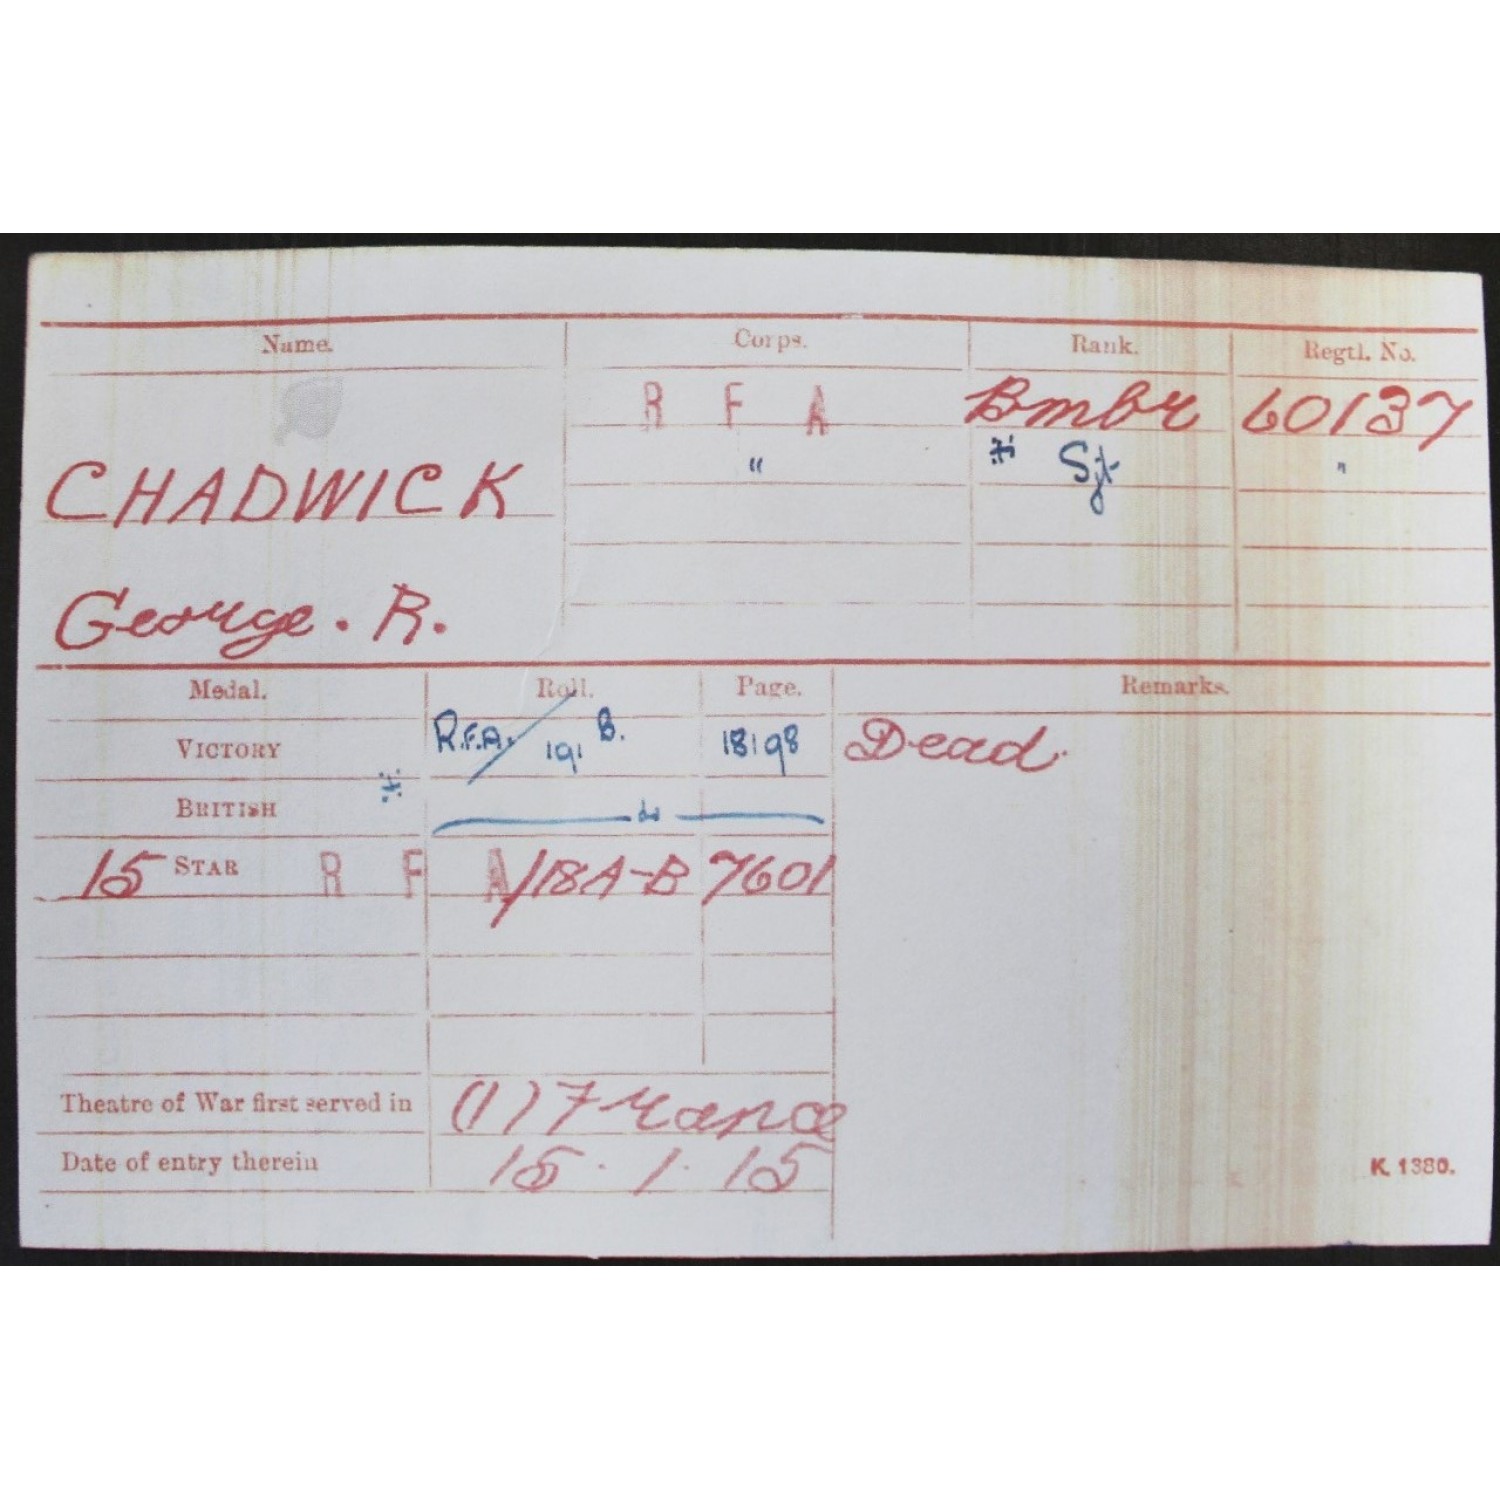 Name. Corps. Rank. Regtl. No.
R F A Bmbr 60137
CHADWICK " Sjt "
George. R.
Medal. Roll. Page. Remarks.
VICTORY R.F.A. / 191 B. 18198 Dead.
BRITISH do
15 STAR R F A/18A-B 7601
Theatre of War first served in (1) France
Date of entry therein 15.1.15
K. 1380.